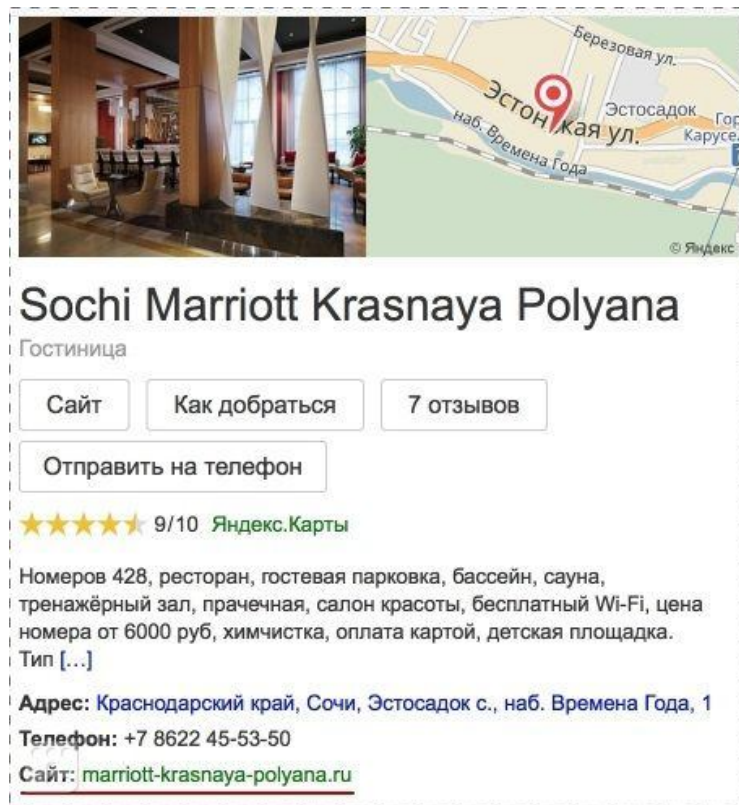 Березовая ул.
Эстонская ул.
Эстосадок
наб. Времена Года
© Яндекс
Sochi Marriott Krasnaya Polyana
Гостиница
Сайт
Как добраться
7 отзывов
Отправить на телефон
9/10 Яндекс.Карты
Номеров 428, ресторан, гостевая парковка, бассейн, сауна,
тренажёрный зал, прачечная, салон красоты, бесплатный Wi-Fi, цена
номера от 6000 руб, химчистка, оплата картой, детская площадка.
Тип [...]
Адрес: Краснодарский край, Сочи, Эстосадок с., наб. Времена Года, 1
Телефон: +7 8622 45-53-50
Сайт: marriott-krasnaya-polyana.ru